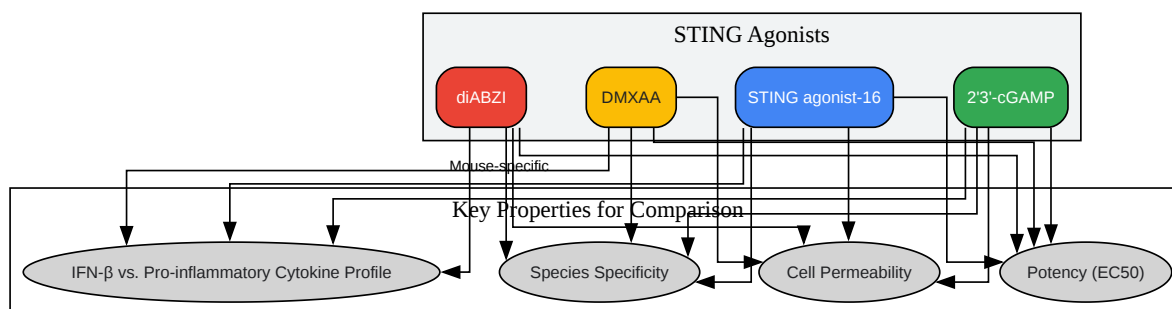 STING Agonists
diABZI
DMXAA
STING agonist-16
2'3'-cGAMP
Mouse-specific
Key Properties for Comparison
IFN-β vs. Pro-inflammatory Cytokine Profile
Species Specificity
Cell Permeability
Potency (EC50)